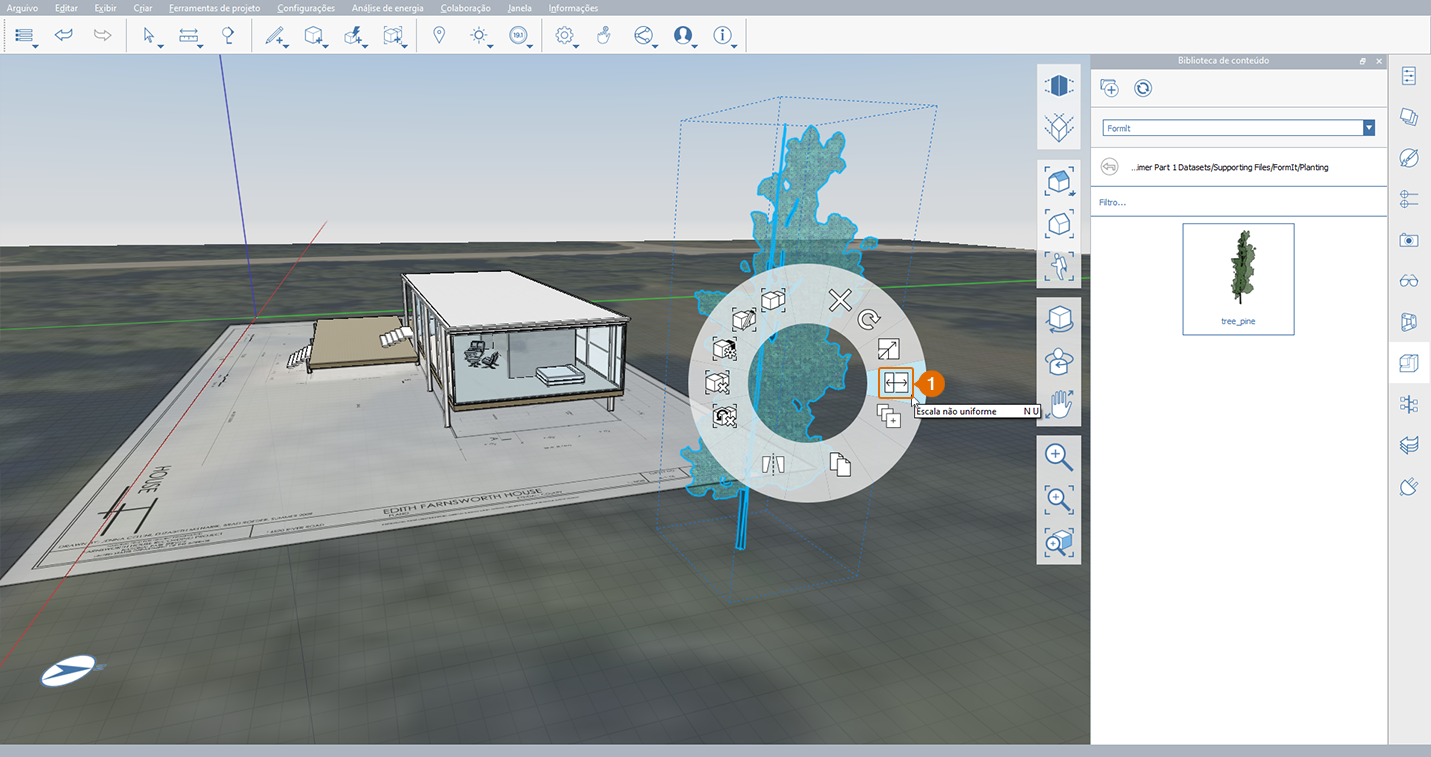 Arquivo Editar Exibir Criar Ferramentas de projeto Configurações Análise de energia Colaboração Janela Informações
191
Biblioteca de conteúdo
FormIt
...imer Part 1 Datasets/Supporting Files/FormIt/Planting
Filtro...
tree_pine
1
Escala não uniforme N U
HOUSE
EDITH FARNSWORTH HOUSE